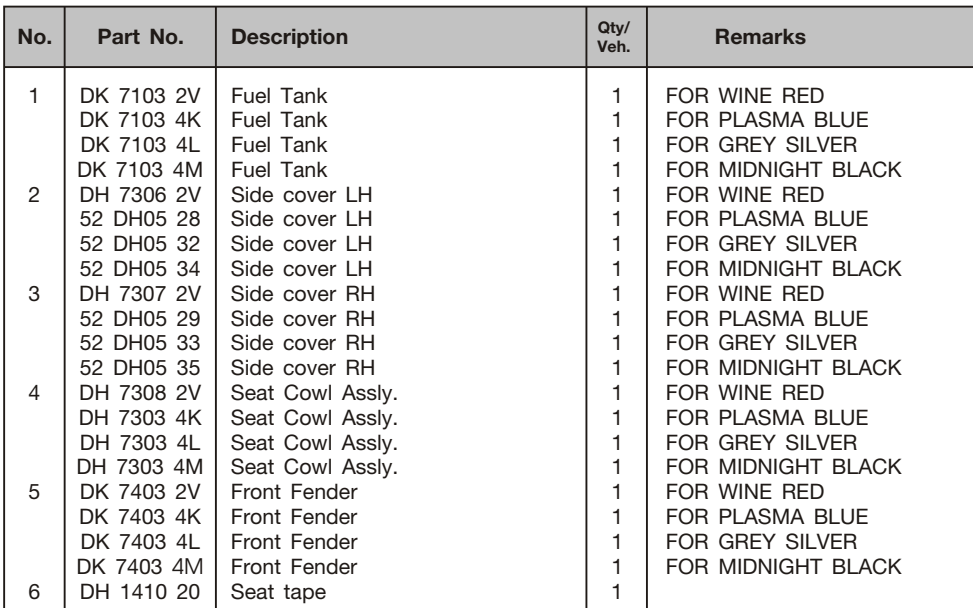 No. Part No. Description Qty/ Veh. Remarks
1 DK 7103 2V Fuel Tank 1 FOR WINE RED
DK 7103 4K Fuel Tank 1 FOR PLASMA BLUE
DK 7103 4L Fuel Tank 1 FOR GREY SILVER
DK 7103 4M Fuel Tank 1 FOR MIDNIGHT BLACK
2 DH 7306 2V Side cover LH 1 FOR WINE RED
52 DH05 28 Side cover LH 1 FOR PLASMA BLUE
52 DH05 32 Side cover LH 1 FOR GREY SILVER
52 DH05 34 Side cover LH 1 FOR MIDNIGHT BLACK
3 DH 7307 2V Side cover RH 1 FOR WINE RED
52 DH05 29 Side cover RH 1 FOR PLASMA BLUE
52 DH05 33 Side cover RH 1 FOR GREY SILVER
52 DH05 35 Side cover RH 1 FOR MIDNIGHT BLACK
4 DH 7308 2V Seat Cowl Assly. 1 FOR WINE RED
DH 7303 4K Seat Cowl Assly. 1 FOR PLASMA BLUE
DH 7303 4L Seat Cowl Assly. 1 FOR GREY SILVER
DH 7303 4M Seat Cowl Assly. 1 FOR MIDNIGHT BLACK
5 DK 7403 2V Front Fender 1 FOR WINE RED
DK 7403 4K Front Fender 1 FOR PLASMA BLUE
DK 7403 4L Front Fender 1 FOR GREY SILVER
DK 7403 4M Front Fender 1 FOR MIDNIGHT BLACK
6 DH 1410 20 Seat tape 1